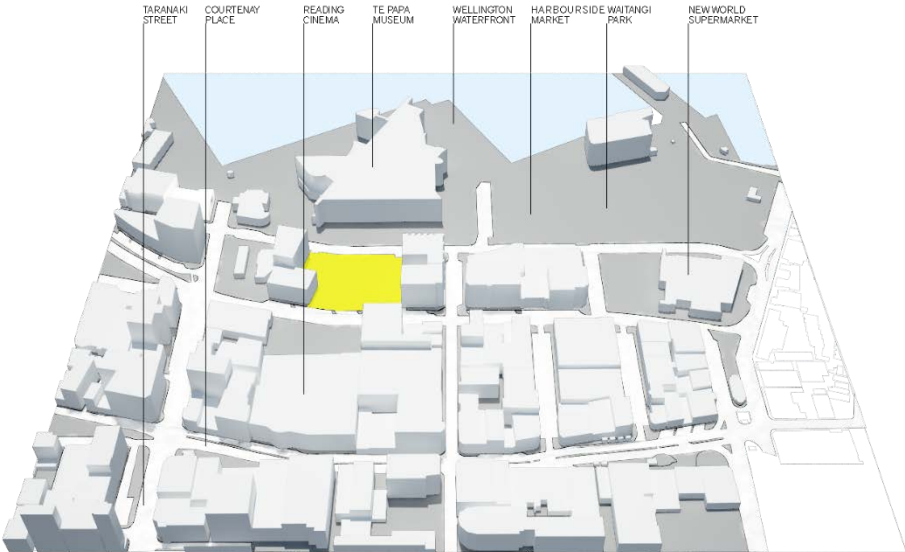 TARANAKI
STREET
COURTENAY
PLACE
READING
CINEMA
TE PAPA
MUSEUM
WELLINGTON
WATERFRONT
HARBOURSIDE
MARKET
WAITANGI
PARK
NEW WORLD
SUPERMARKET